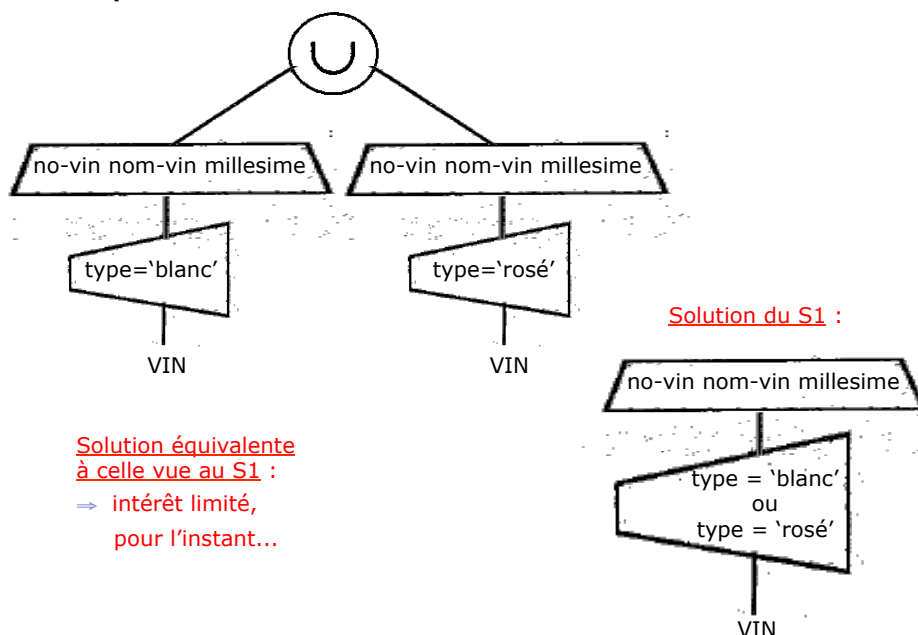 ∪
no-vin nom-vin millesime
no-vin nom-vin millesime
type=‘blanc’
type=‘rosé’
VIN
VIN
Solution du S1 :
no-vin nom-vin millesime
type = ‘blanc’
ou
type = ‘rosé’
VIN
Solution équivalente
à celle vue au S1 :
⇒ intérêt limité,
pour l’instant...